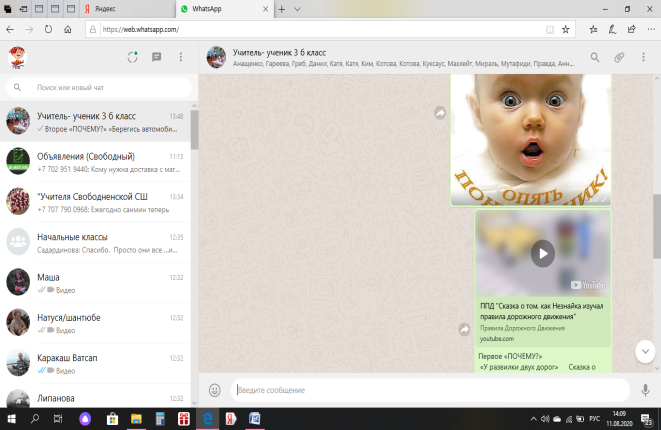 Яндекс
WhatsApp
https://web.whatsapp.com/
Поиск или новый чат
Учитель- ученик 3 б класс 13:48
Второе «ПОЧЕМУ?» «Берегись автомоби...
Объявления (Свободный) 11:13
+7 702 951 9440: Кому нужна доставка с маг...
"Учителя Свободненской СШ 13:34
+7 707 790 0968: Ежегодно санмин теперь
Начальные классы 12:35
Садардинова: Спасибо. Просто они все ...и...
Маша 12:32
Видео
Натуся/шантюбе 12:32
Видео
Каракаш Ватсап 12:32
Видео
Липанова 12:32
Учитель- ученик 3 б класс
Анащенко, Гареева, Греб, Данил, Катя, Катя, Ким, Котова, Котова, Куксаус, Махлейт, Мираль, Мутафиди, Правда, Анн...
ОПЯТЬ
YouTube
ППД "Сказка о том, как Незнайка изучал
правила дорожного движения"
Правила Дорожного Движения
youtube.com
Первое «ПОЧЕМУ?»
«У развилки двух дорог» Сказка о
Введите сообщение
РУС
14:09
11.08.2020
23